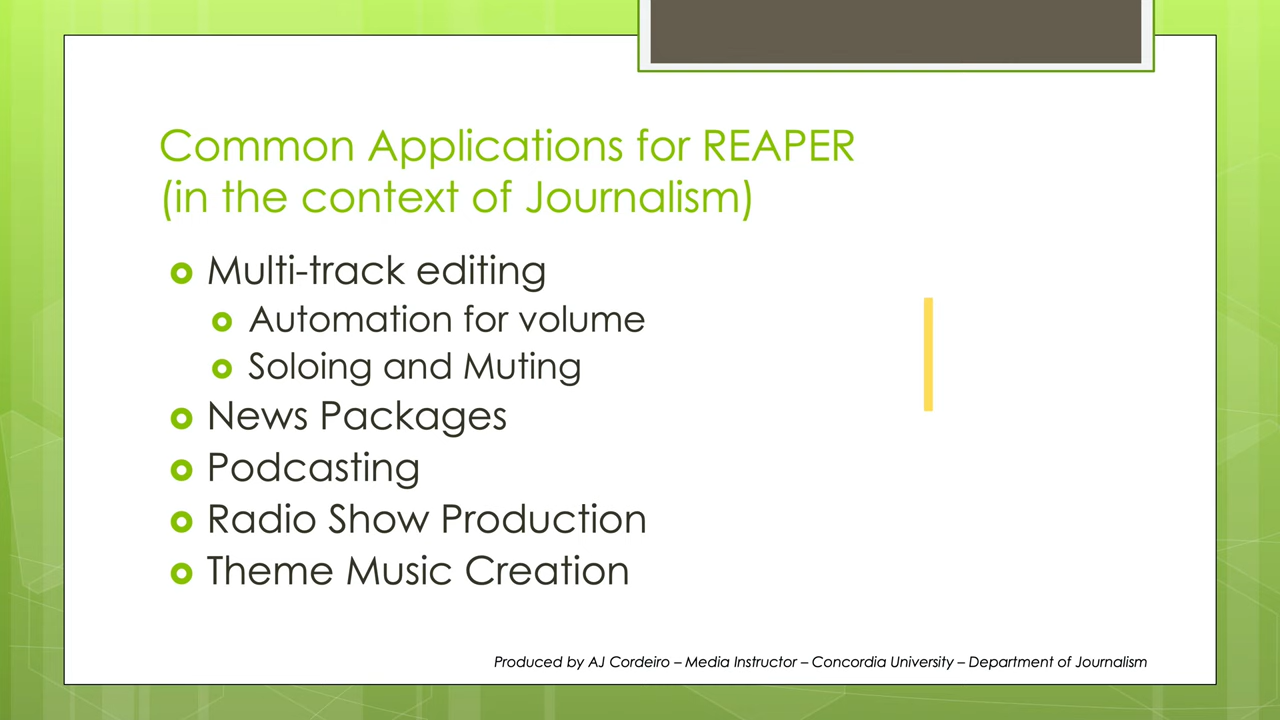 Common Applications for REAPER
(in the context of Journalism)
Multi-track editing
Automation for volume
Soloing and Muting
News Packages
Podcasting
Radio Show Production
Theme Music Creation
Produced by AJ Cordeiro – Media Instructor – Concordia University – Department of Journalism